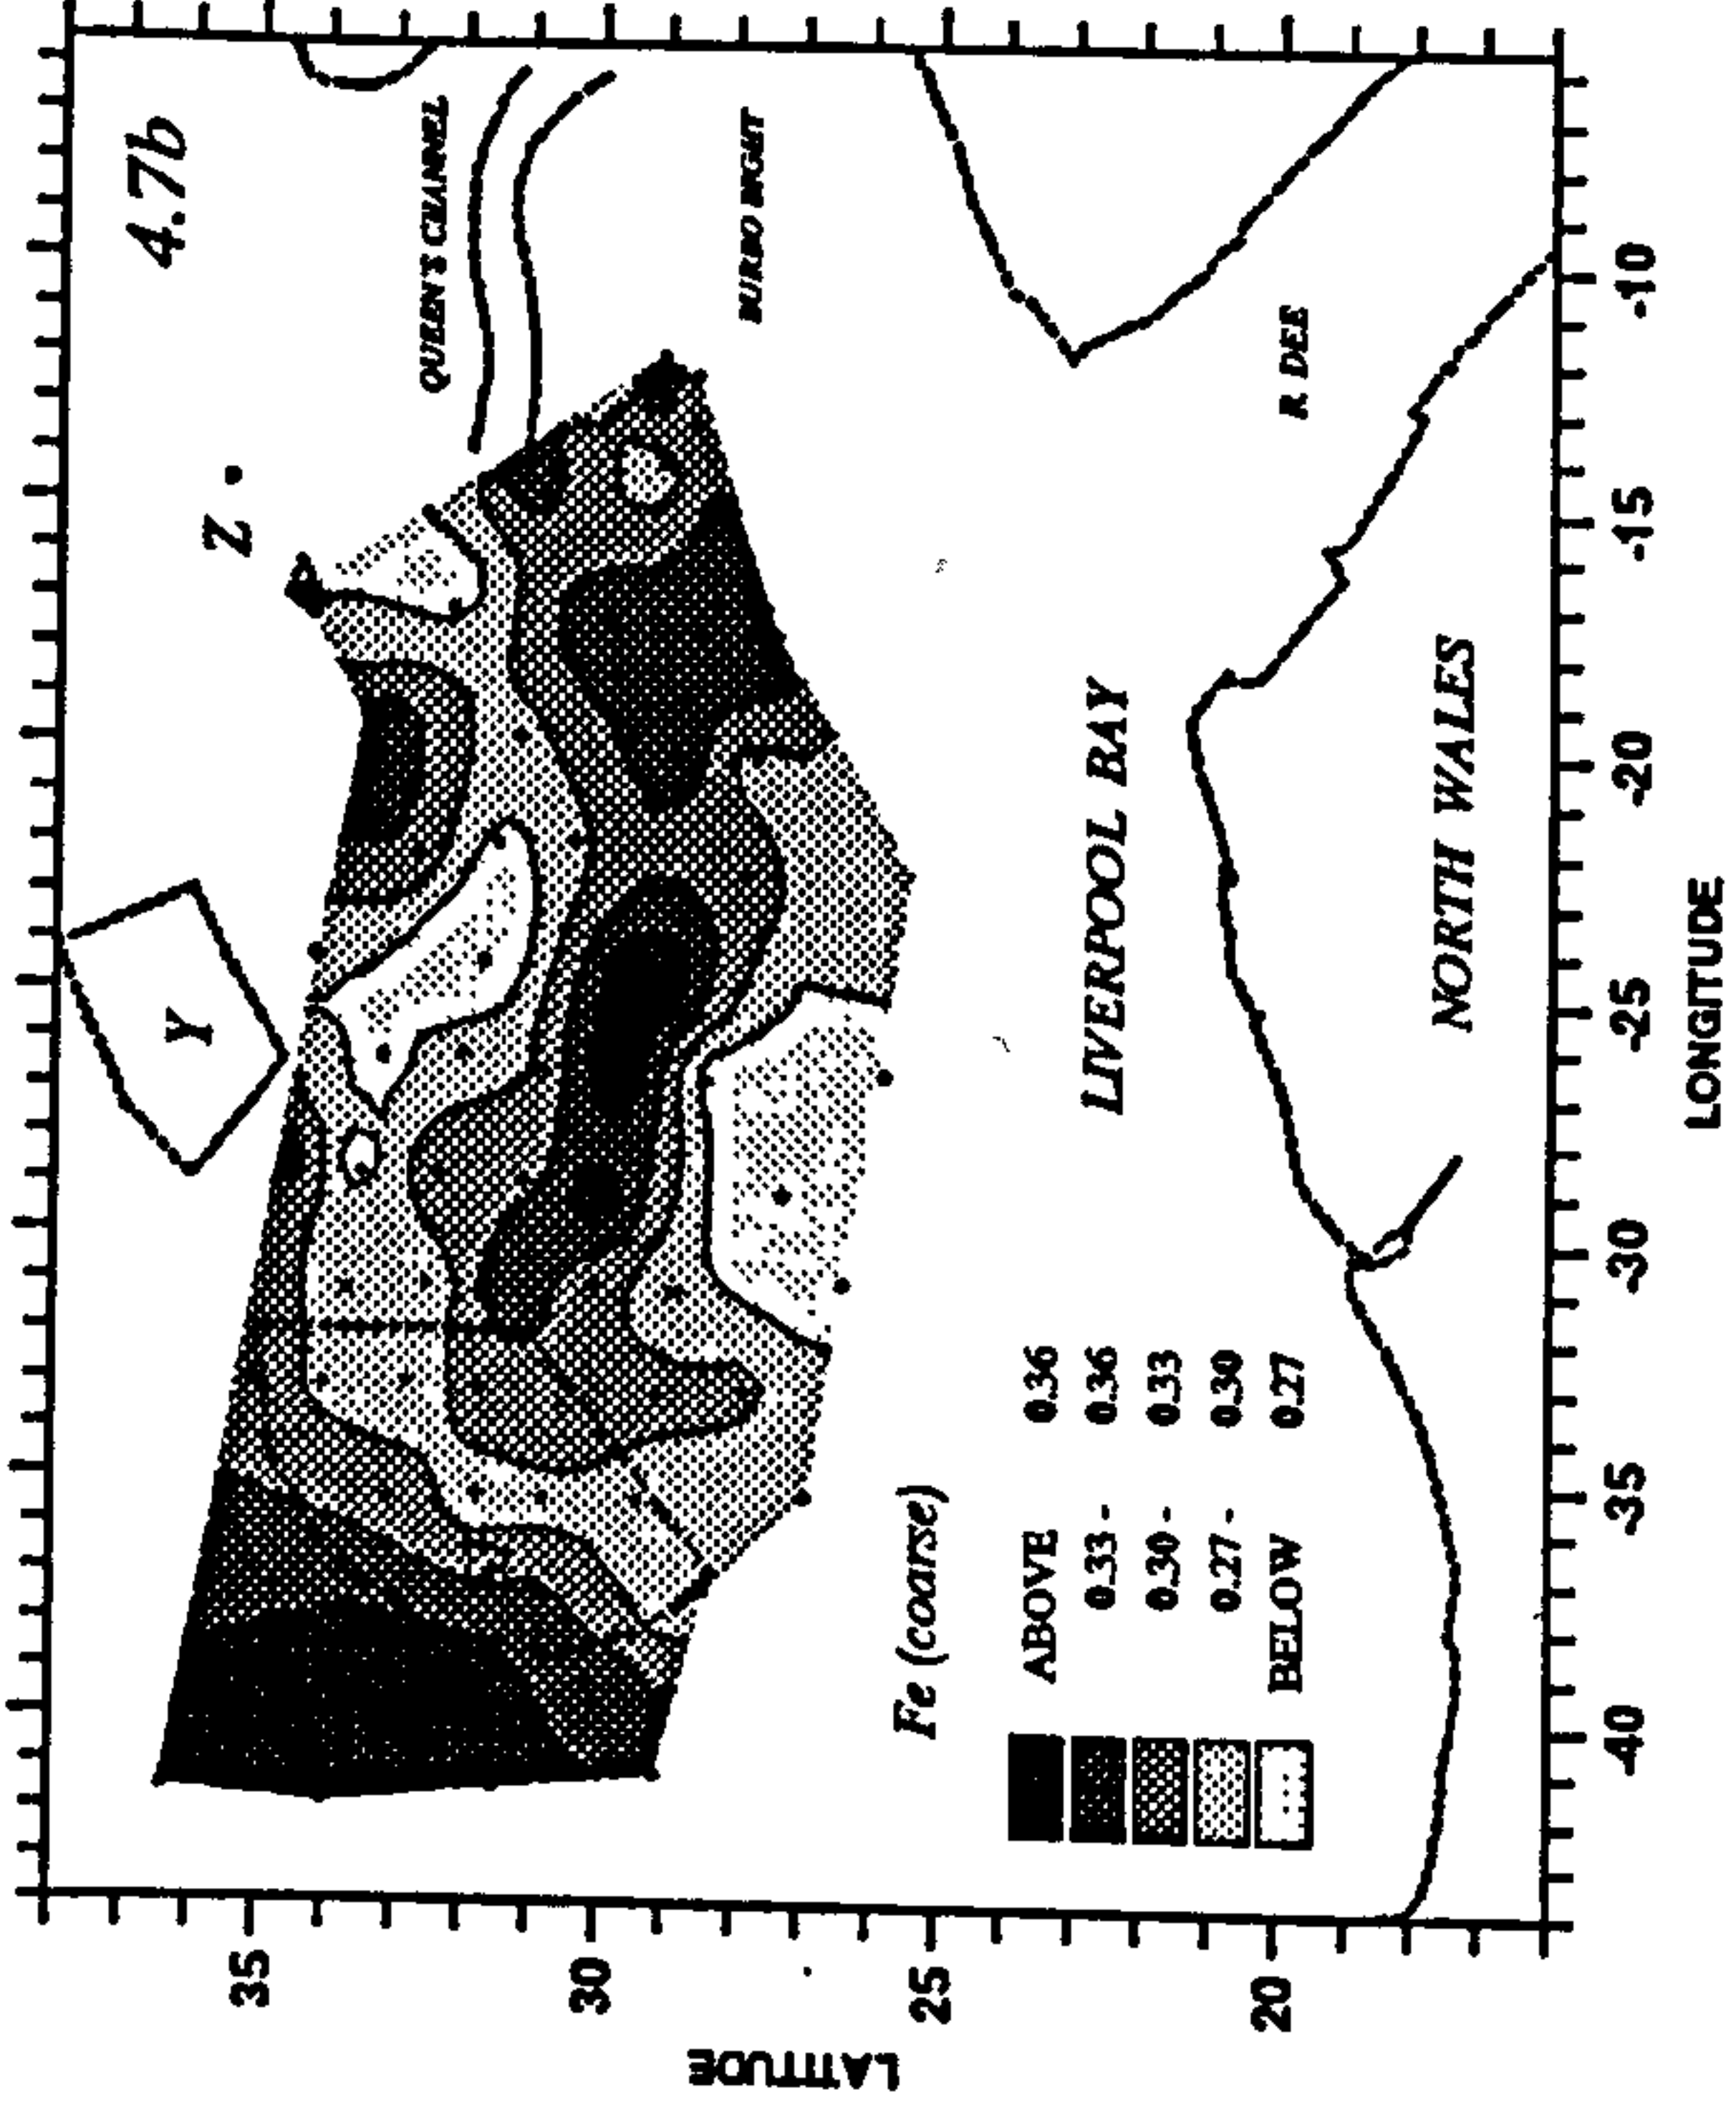 4.7b
Z
QUEEN'S CHANNEL
Y
BURBO BIGHT
LIVERPOOL BAY
R. DEE
NORTH WALES
Fe (coarse)
ABOVE 0.36
0.33 - 0.36
0.30 - 0.33
0.27 - 0.30
BELOW 0.27
LATITUDE
35
30
25
20
-40
-35
-30
-25
-20
-15
-10
LONGITUDE